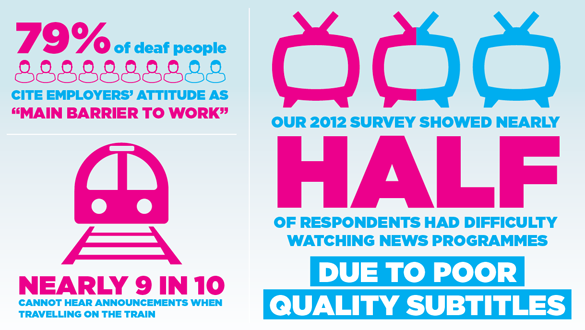 79% of deaf people
CITE EMPLOYERS' ATTITUDE AS
"MAIN BARRIER TO WORK"
NEARLY 9 IN 10
CANNOT HEAR ANNOUNCEMENTS WHEN
TRAVELLING ON THE TRAIN
OUR 2012 SURVEY SHOWED NEARLY
HALF
OF RESPONDENTS HAD DIFFICULTY
WATCHING NEWS PROGRAMMES
DUE TO POOR
QUALITY SUBTITLES